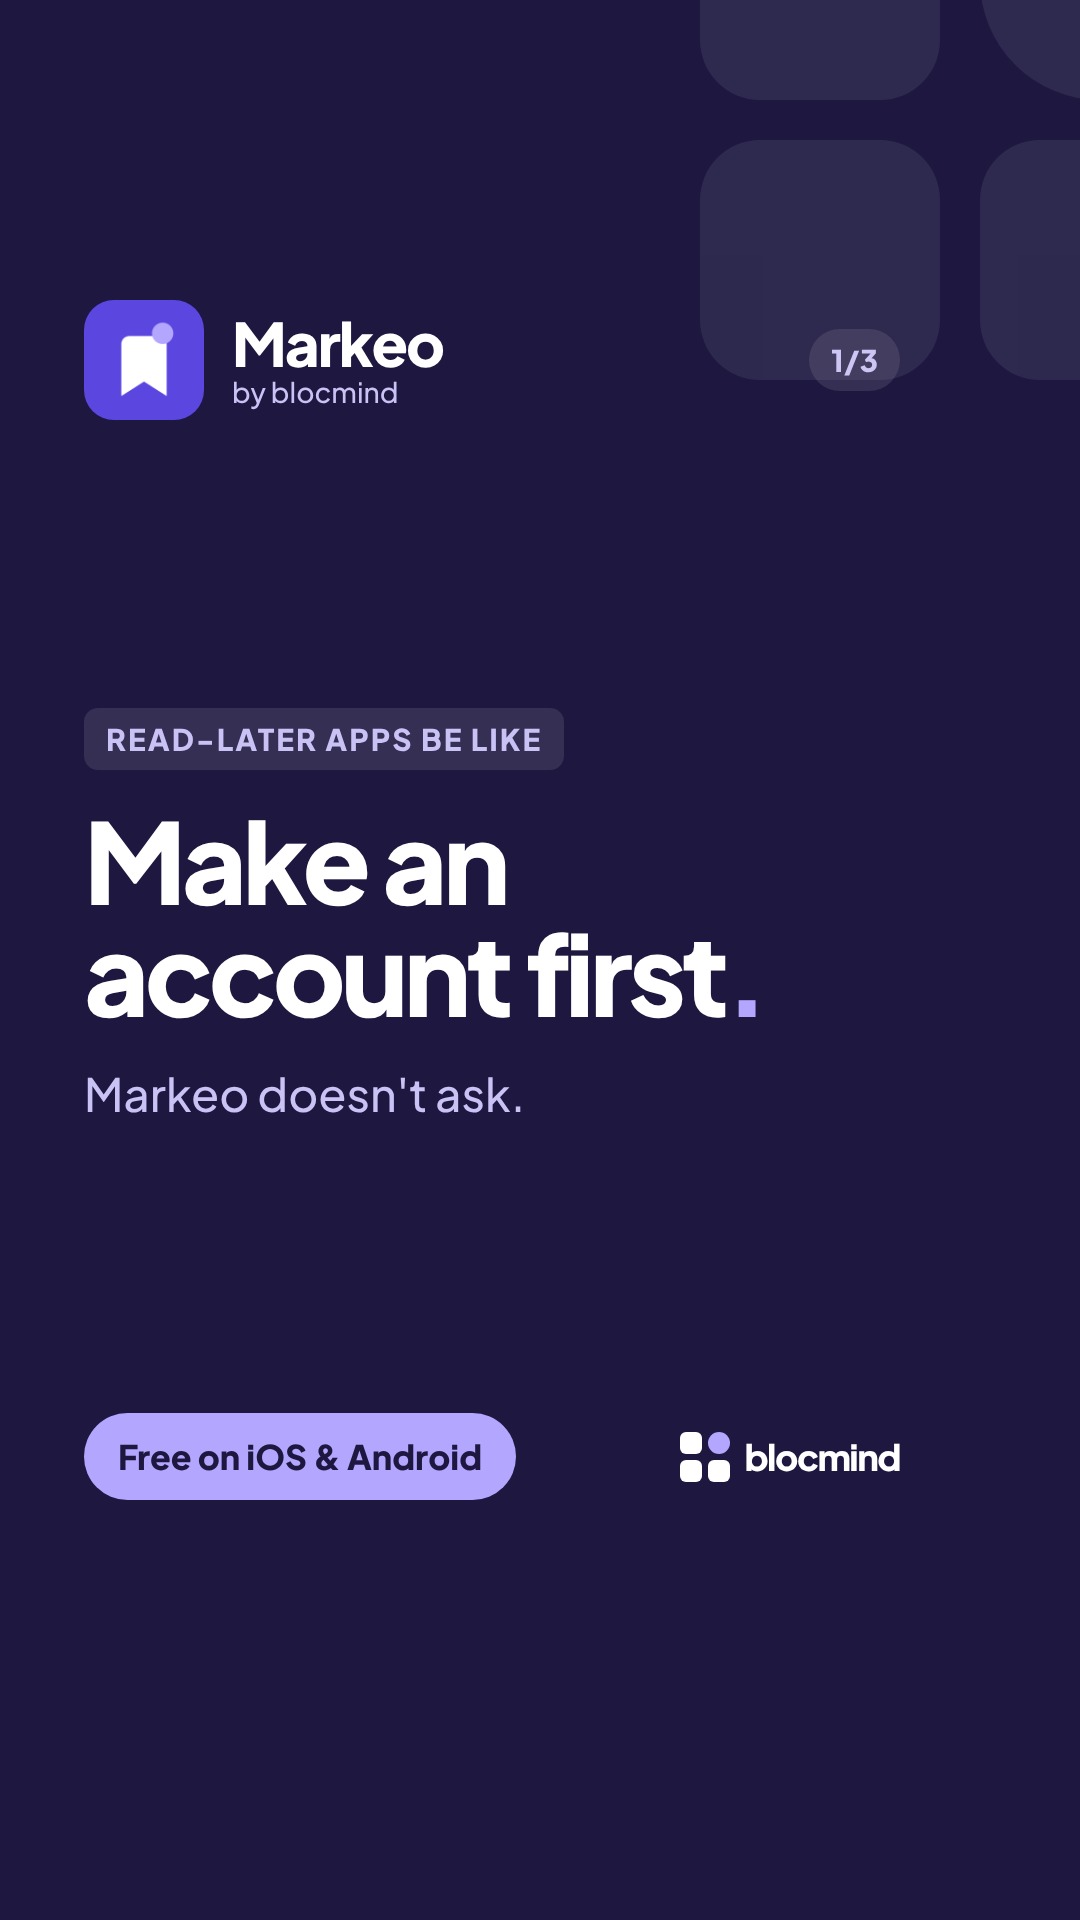 Markeo
by blocmind
1/3
READ-LATER APPS BE LIKE
Make an
account first.
Markeo doesn't ask.
Free on iOS & Android
blocmind